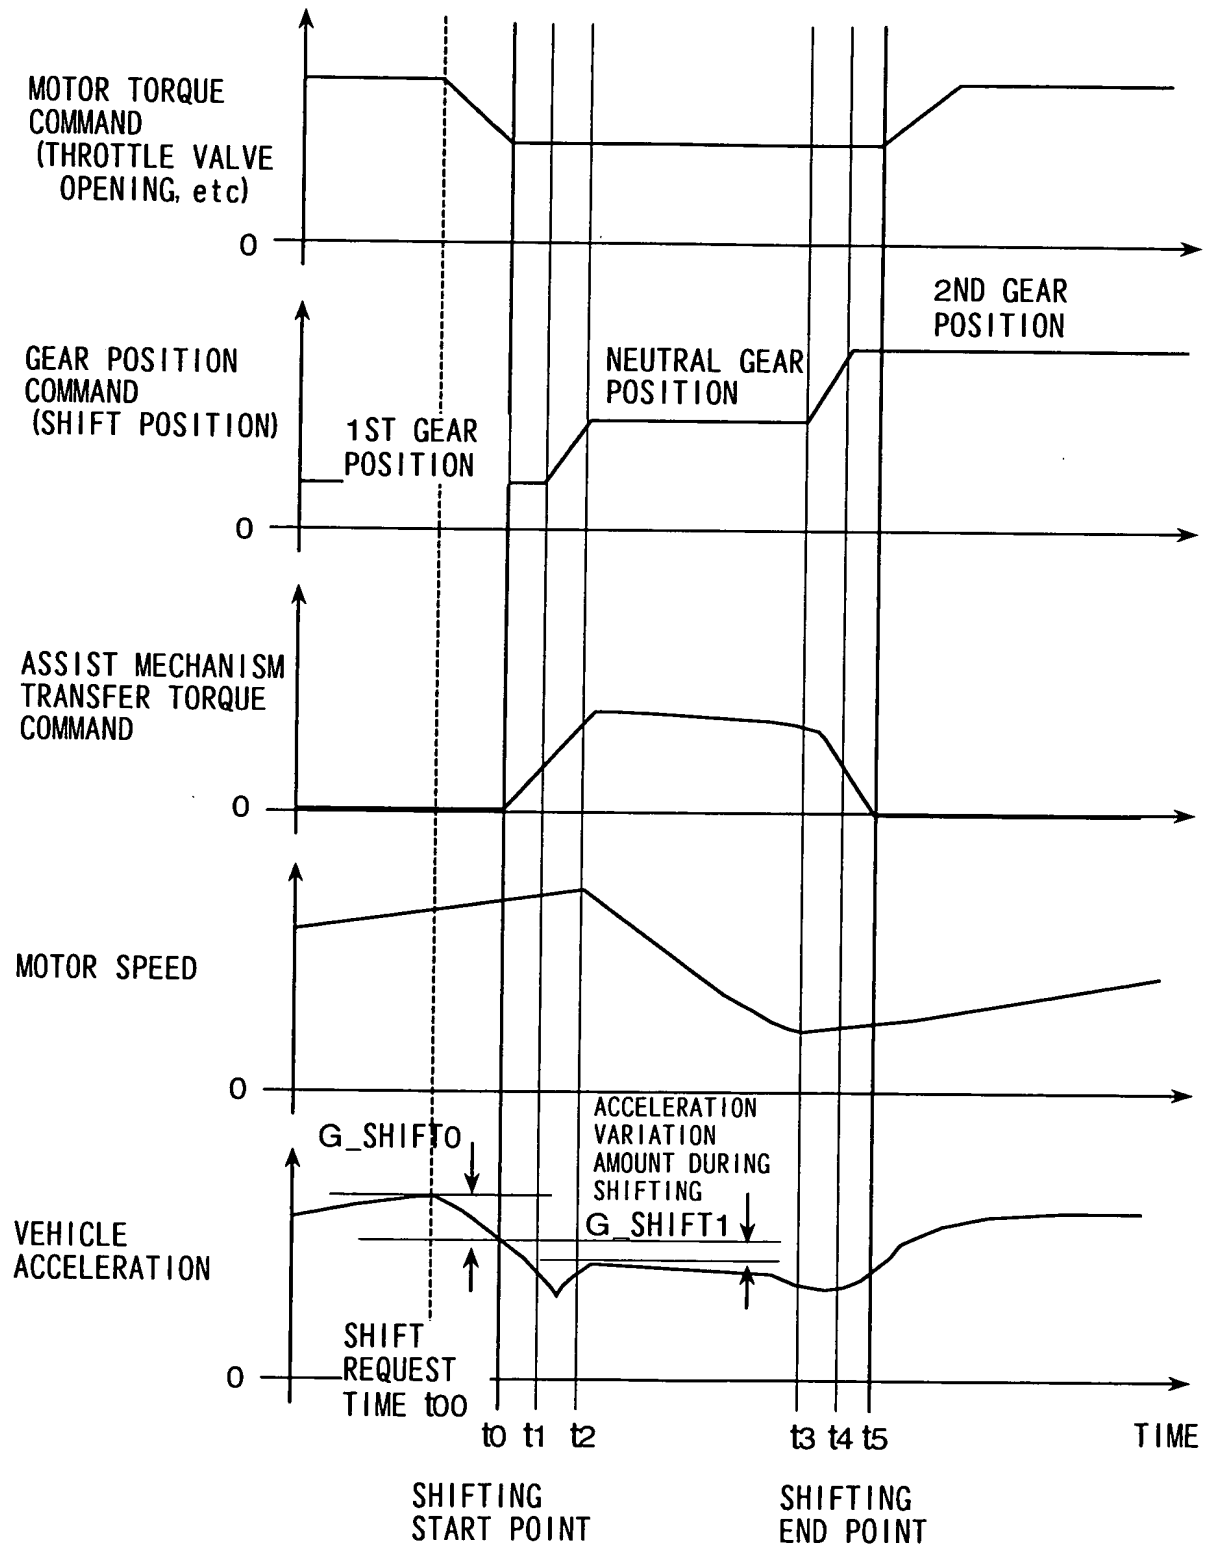 MOTOR TORQUE
COMMAND
(THROTTLE VALVE
OPENING, etc)
0
2ND GEAR
POSITION
GEAR POSITION
COMMAND
(SHIFT POSITION)
NEUTRAL GEAR
POSITION
1ST GEAR
POSITION
0
ASSIST MECHANISM
TRANSFER TORQUE
COMMAND
0
MOTOR SPEED
0
ACCELERATION
VARIATION
AMOUNT DURING
SHIFTING
G_SHIFT0
G_SHIFT1
VEHICLE
ACCELERATION
SHIFT
REQUEST
TIME t00
0
t0 t1 t2 t3 t4 t5 TIME
SHIFTING
START POINT
SHIFTING
END POINT